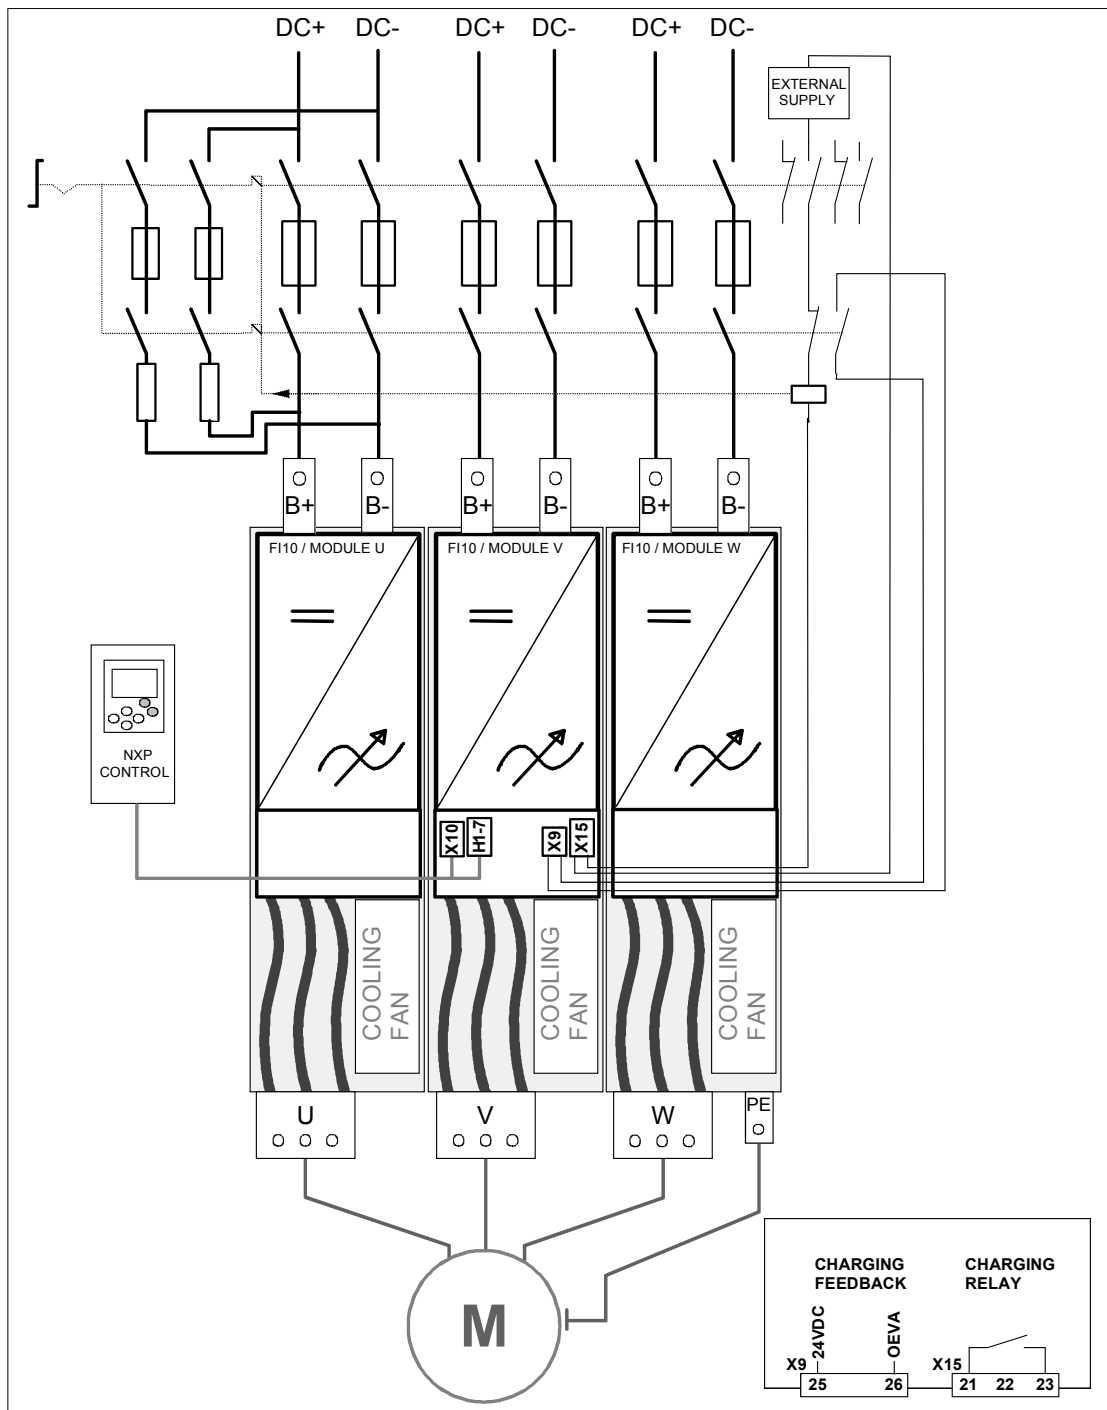 DC+ DC- DC+ DC- DC+ DC-
EXTERNAL
SUPPLY
B+ B- B+ B- B+ B-
FI10 / MODULE U
FI10 / MODULE V
FI10 / MODULE W
NXP
CONTROL
X10
H1-7
X9
X15
COOLING
FAN
COOLING
FAN
COOLING
FAN
U
V
W
PE
M
CHARGING
FEEDBACK
CHARGING
RELAY
24VDC
OEVA
X9
25 26
X15
21 22 23